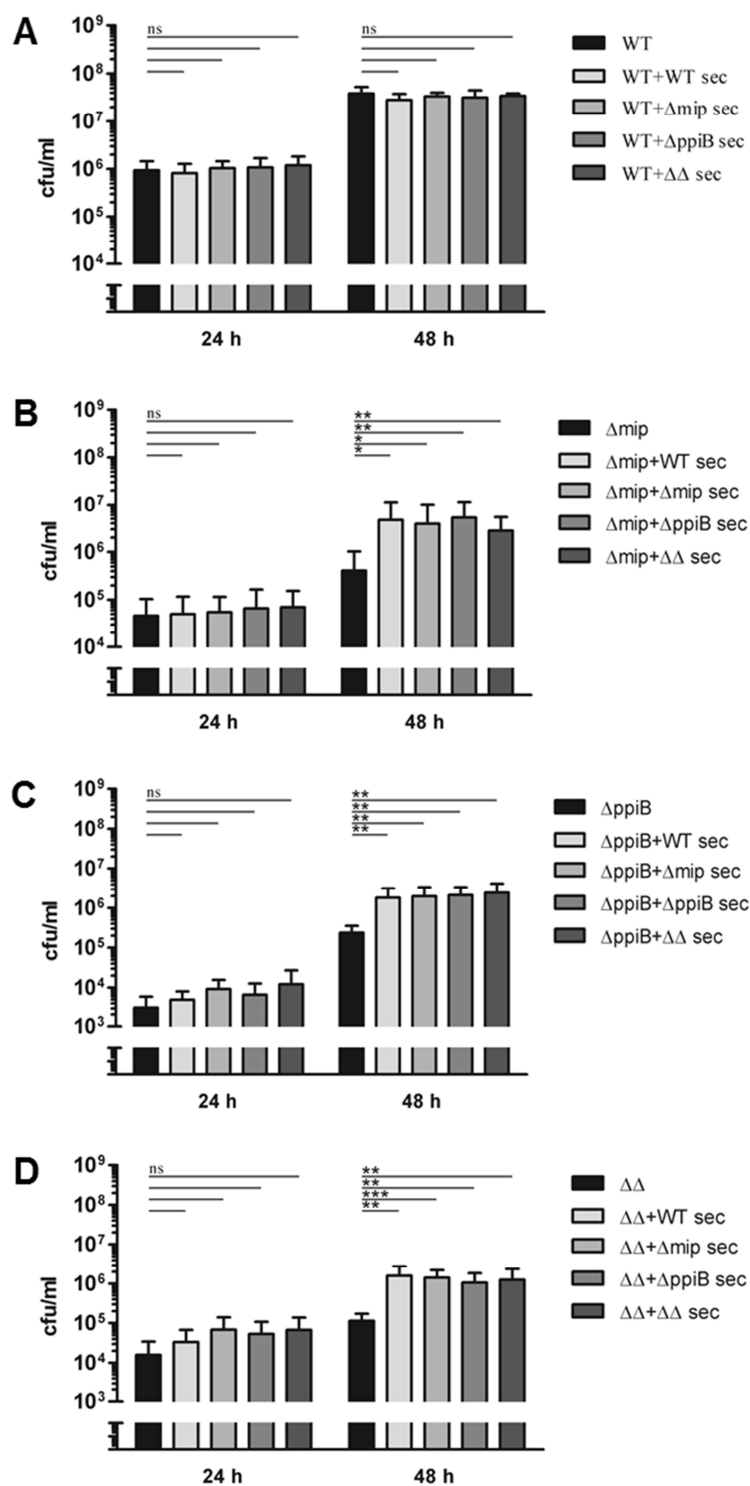 A
cfu/ml
10⁹
10⁸
10⁷
10⁶
10⁵
10⁴
ns
ns
24 h
48 h
WT
WT+WT sec
WT+Δmip sec
WT+ΔppiB sec
WT+ΔΔ sec
B
cfu/ml
10⁹
10⁸
10⁷
10⁶
10⁵
10⁴
ns
**
**
*
*
24 h
48 h
Δmip
Δmip+WT sec
Δmip+Δmip sec
Δmip+ΔppiB sec
Δmip+ΔΔ sec
C
cfu/ml
10⁹
10⁸
10⁷
10⁶
10⁵
10⁴
10³
ns
**
**
**
**
24 h
48 h
ΔppiB
ΔppiB+WT sec
ΔppiB+Δmip sec
ΔppiB+ΔppiB sec
ΔppiB+ΔΔ sec
D
cfu/ml
10⁹
10⁸
10⁷
10⁶
10⁵
10⁴
10³
ns
**
**
***
**
24 h
48 h
ΔΔ
ΔΔ+WT sec
ΔΔ+Δmip sec
ΔΔ+ΔppiB sec
ΔΔ+ΔΔ sec